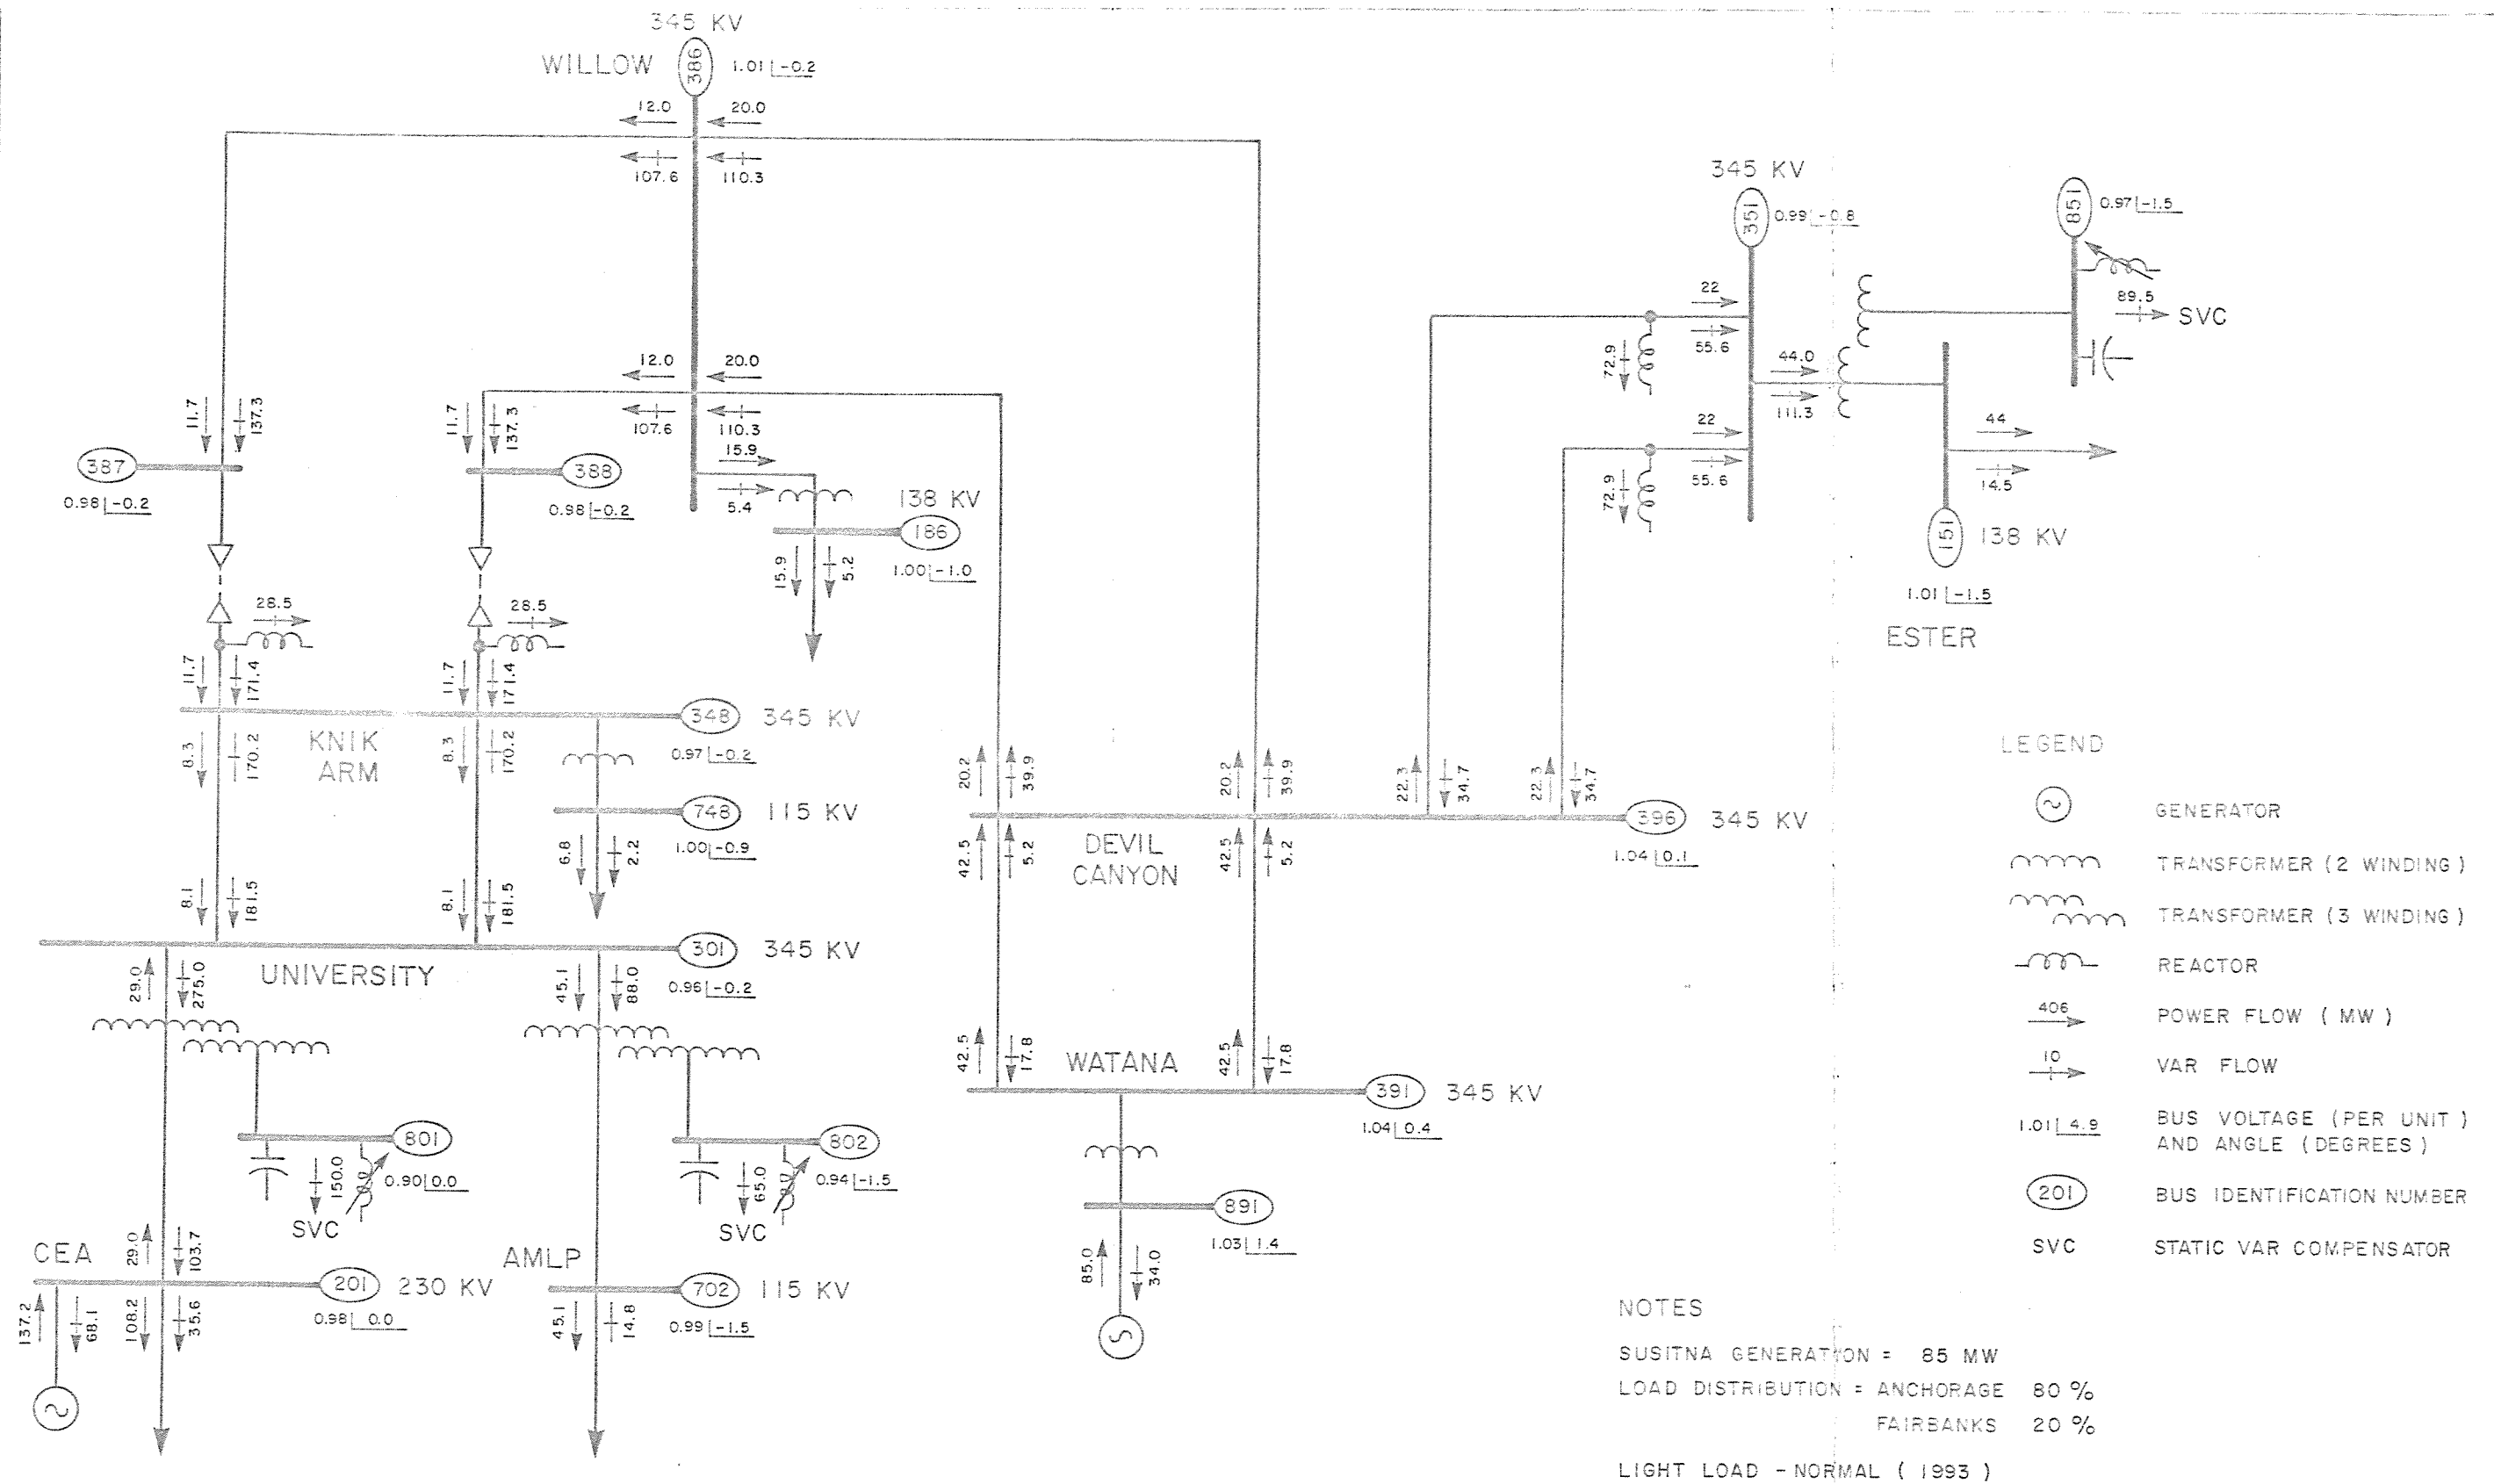 345 KV
WILLOW
386
1.01 -0.2
12.0
20.0
107.6
110.3
12.0
20.0
107.6
110.3
15.9
5.4
138 KV
186
1.00 -1.0
15.9
5.2
11.7
137.3
387
0.98 -0.2
11.7
137.3
388
0.98 -0.2
28.5
28.5
11.7
171.4
11.7
171.4
348
345 KV
0.97 -0.2
KNIK
ARM
8.3
170.2
8.3
170.2
748
115 KV
1.00 -0.9
6.8
2.2
8.1
181.5
8.1
181.5
301
345 KV
0.96 -0.2
UNIVERSITY
29.0
275.0
45.1
88.0
801
0.90 0.0
150.0
SVC
802
0.94 -1.5
65.0
SVC
CEA
29.0
103.7
201
230 KV
0.98 0.0
137.2
68.1
108.2
35.6
AMLP
702
115 KV
0.99 -1.5
45.1
14.8
20.2
39.9
20.2
39.9
22.3
34.7
22.3
34.7
396
345 KV
1.04 0.1
DEVIL
CANYON
42.5
5.2
42.5
5.2
42.5
17.8
42.5
17.8
WATANA
391
345 KV
1.04 0.4
891
1.03 1.4
85.0
34.0
345 KV
351
0.99 -0.8
22
55.6
72.9
22
55.6
72.9
44.0
111.3
851
0.97 -1.5
89.5
SVC
44
14.5
151
138 KV
1.01 -1.5
ESTER
LEGEND
GENERATOR
TRANSFORMER (2 WINDING)
TRANSFORMER (3 WINDING)
REACTOR
406
POWER FLOW (MW)
10
VAR FLOW
1.01 4.9
BUS VOLTAGE (PER UNIT)
AND ANGLE (DEGREES)
201
BUS IDENTIFICATION NUMBER
SVC
STATIC VAR COMPENSATOR
NOTES
SUSITNA GENERATION = 85 MW
LOAD DISTRIBUTION = ANCHORAGE 80 %
FAIRBANKS 20 %
LIGHT LOAD - NORMAL (1993)